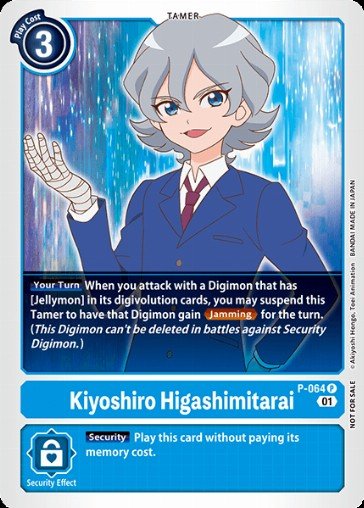 Play Cost
3
TAMER
Your Turn When you attack with a Digimon that has
[Jellymon] in its digivolution cards, you may suspend this
Tamer to have that Digimon gain Jamming for the turn.
(This Digimon can't be deleted in battles against Security
Digimon.)
©Akiyoshi Hongo, Toei Animation BANDAI MADE IN JAPAN
NOT FOR SALE
P-064 P
Kiyoshiro Higashimitarai
01
Security Play this card without paying its
memory cost.
Security Effect